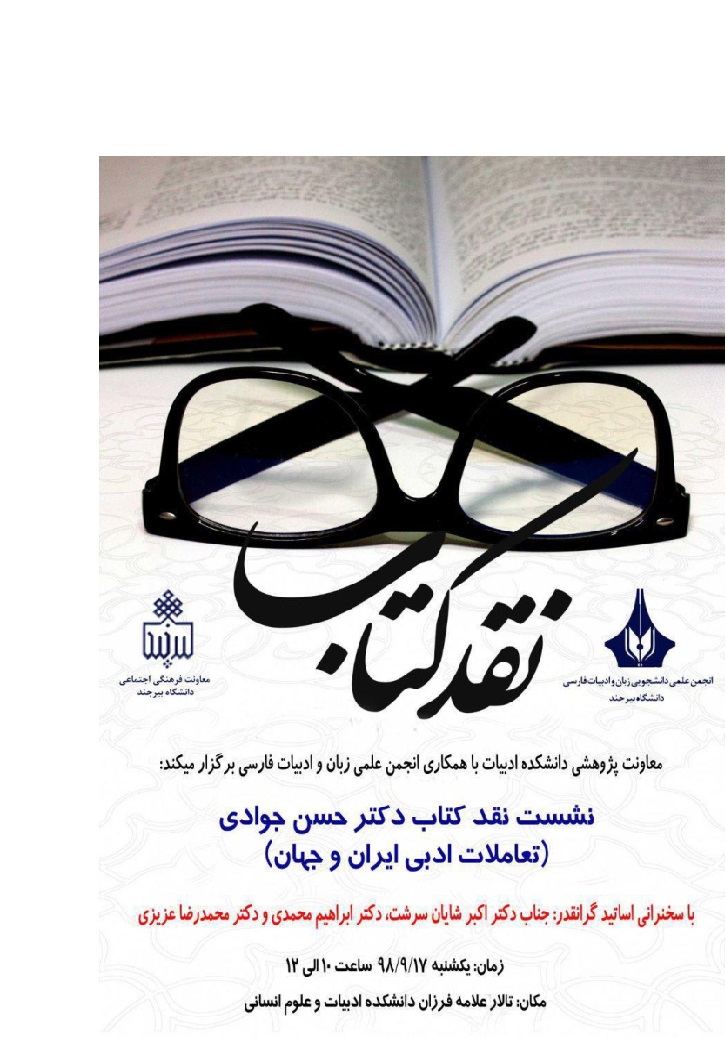 نقد کتاب
انجمن علمی دانشجویی زبان و ادبیات فارسی
دانشگاه بیرجند
معاونت فرهنگی اجتماعی
دانشگاه بیرجند
معاونت پژوهشی دانشکده ادبیات با همکاری انجمن علمی زبان و ادبیات فارسی برگزار میکند:
نشست نقد کتاب دکتر حسن جوادی
(تعاملات ادبی ایران و جهان)
با سخنرانی اساتید گرانقدر: جناب دکتر اکبر شایان سرشت، دکتر ابراهیم محمدی و دکتر محمدرضا عزیزی
زمان: یکشنبه ۹۸/۹/۱۷ ساعت ۱۰ الی ۱۲
مکان: تالار علامه فرزان دانشکده ادبیات و علوم انسانی